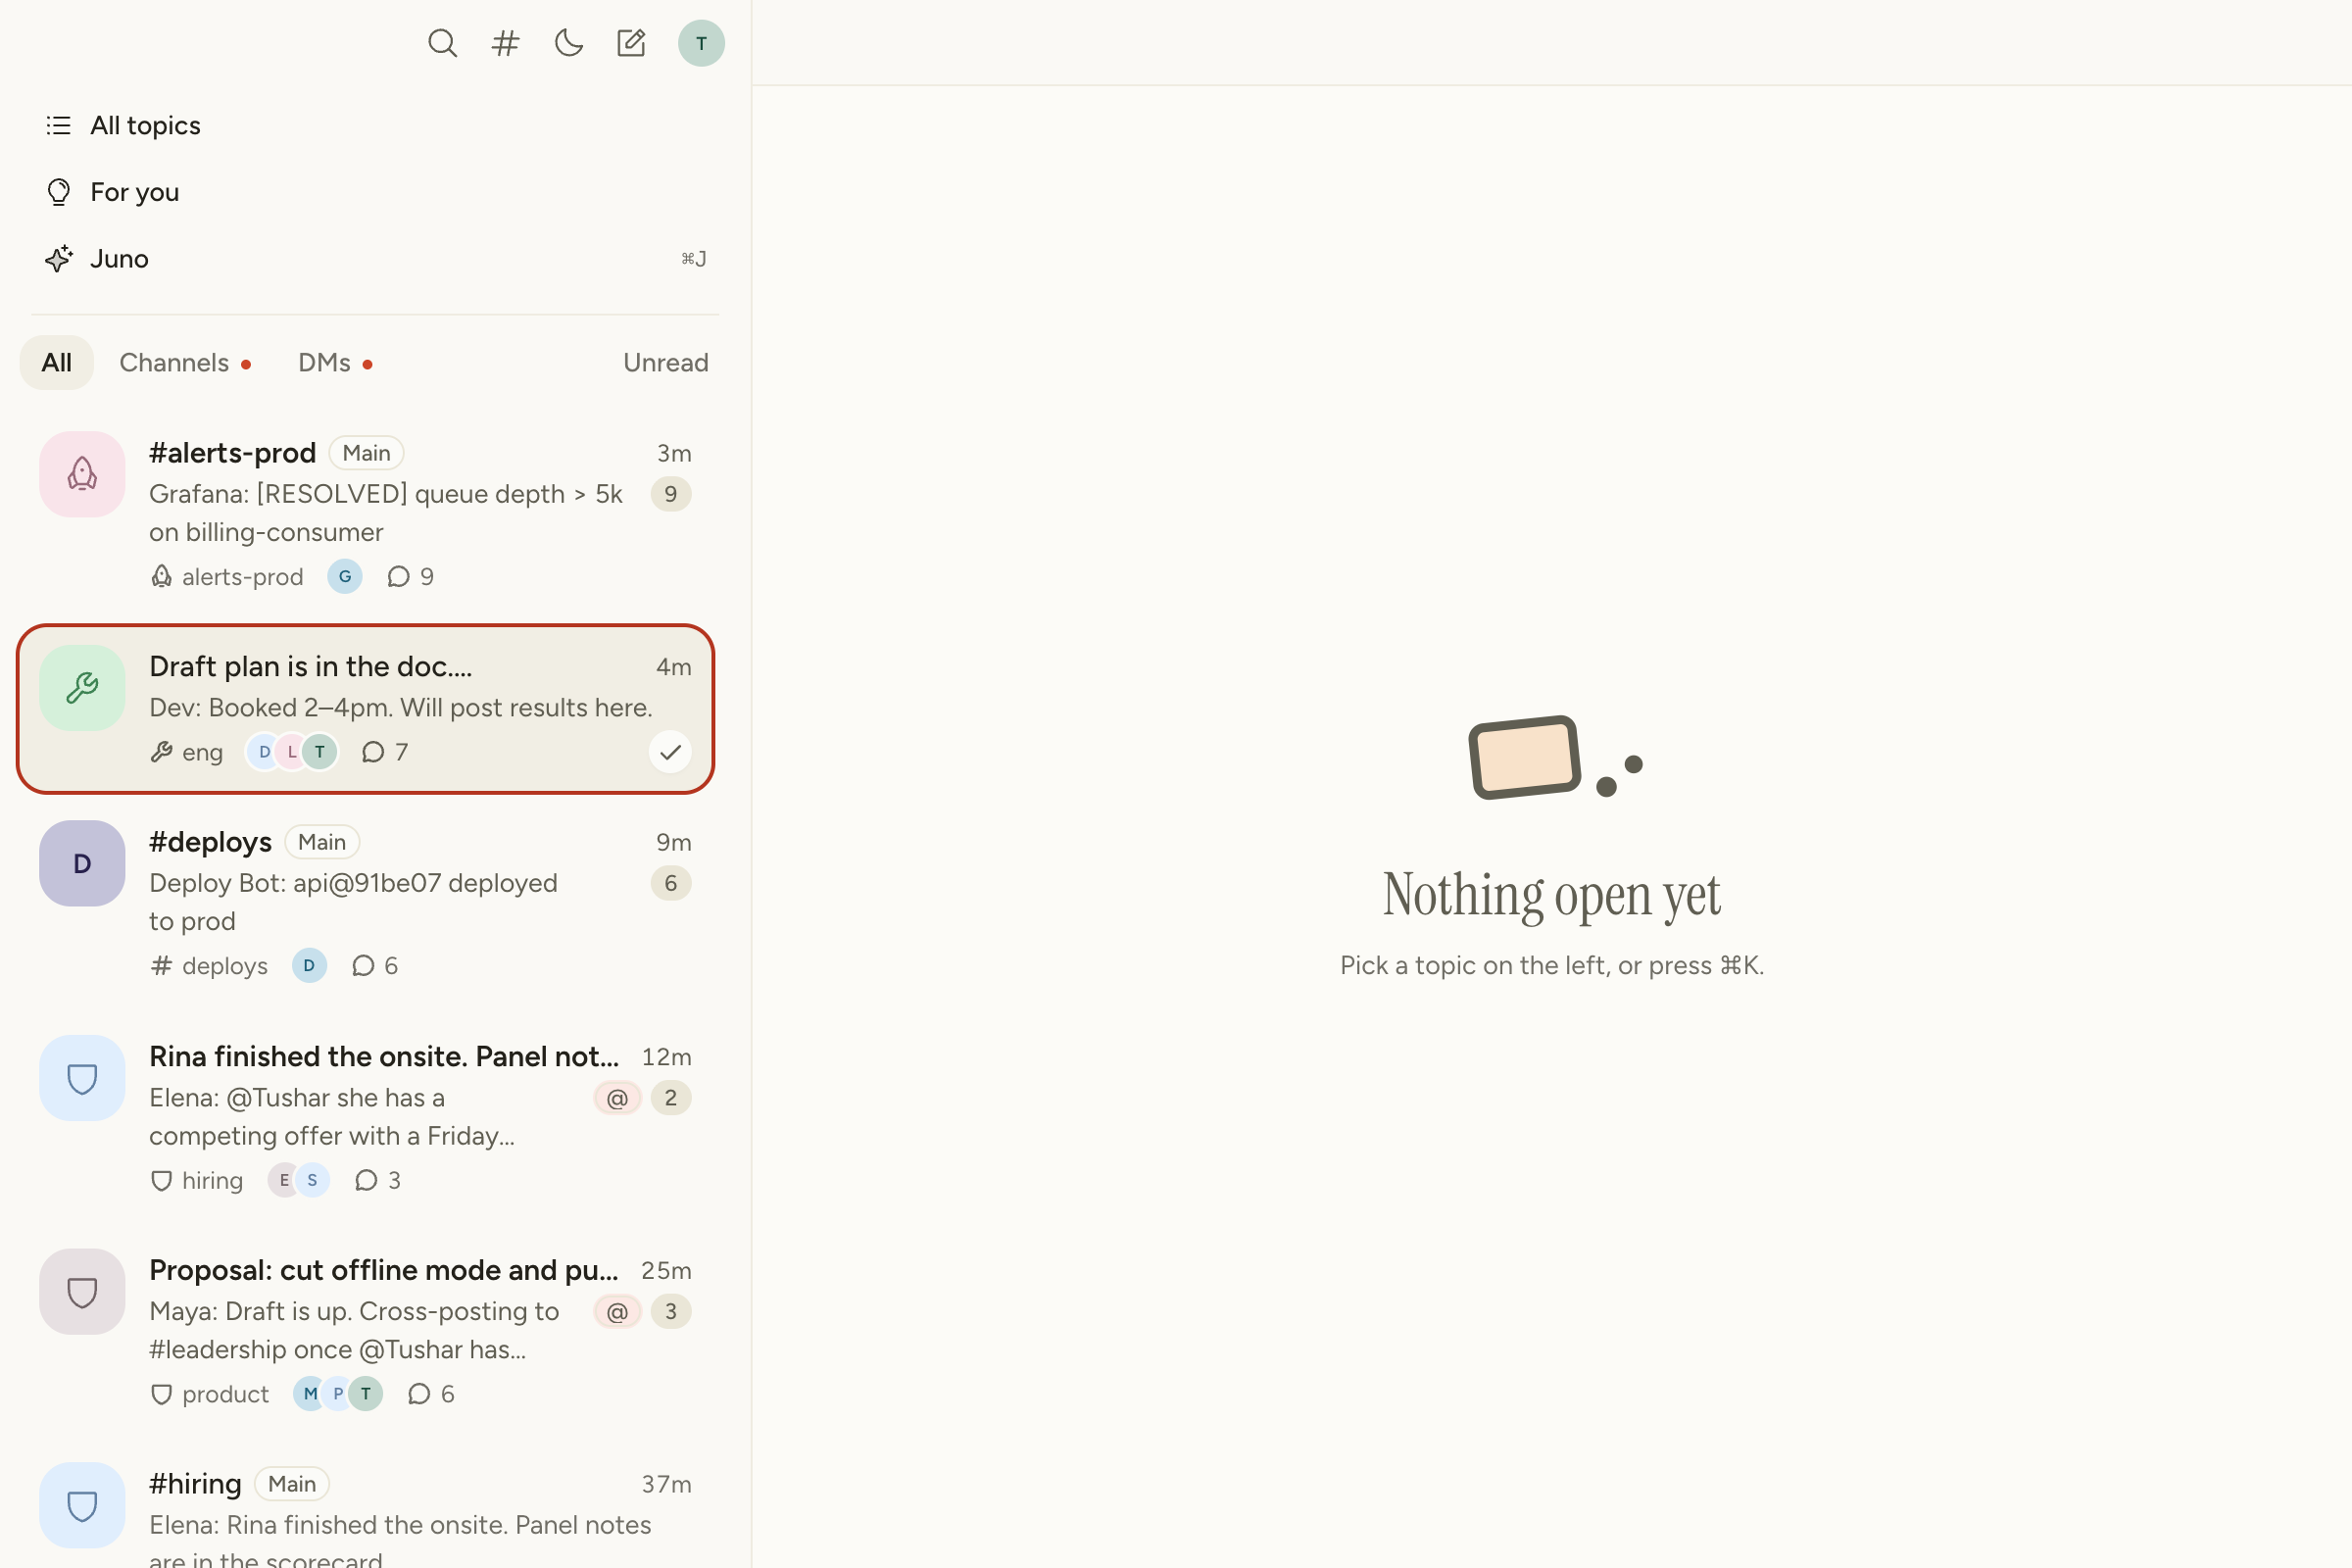 T
All topics
For you
Juno ⌘J
All Channels DMs Unread
#alerts-prod Main 3m
Grafana: [RESOLVED] queue depth > 5k 9
on billing-consumer
alerts-prod G 9
Draft plan is in the doc.... 4m
Dev: Booked 2–4pm. Will post results here.
eng D L T 7
D #deploys Main 9m
Deploy Bot: api@91be07 deployed 6
to prod
# deploys D 6
Rina finished the onsite. Panel not... 12m
Elena: @Tushar she has a @ 2
competing offer with a Friday...
hiring E S 3
Proposal: cut offline mode and pu... 25m
Maya: Draft is up. Cross-posting to @ 3
#leadership once @Tushar has...
product M P T 6
#hiring Main 37m
Elena: Rina finished the onsite. Panel notes
are in the scorecard
Nothing open yet
Pick a topic on the left, or press ⌘K.